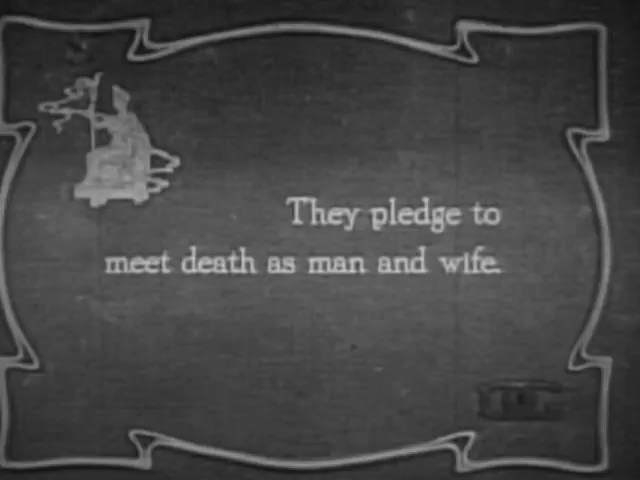 They pledge to
meet death as man and wife.